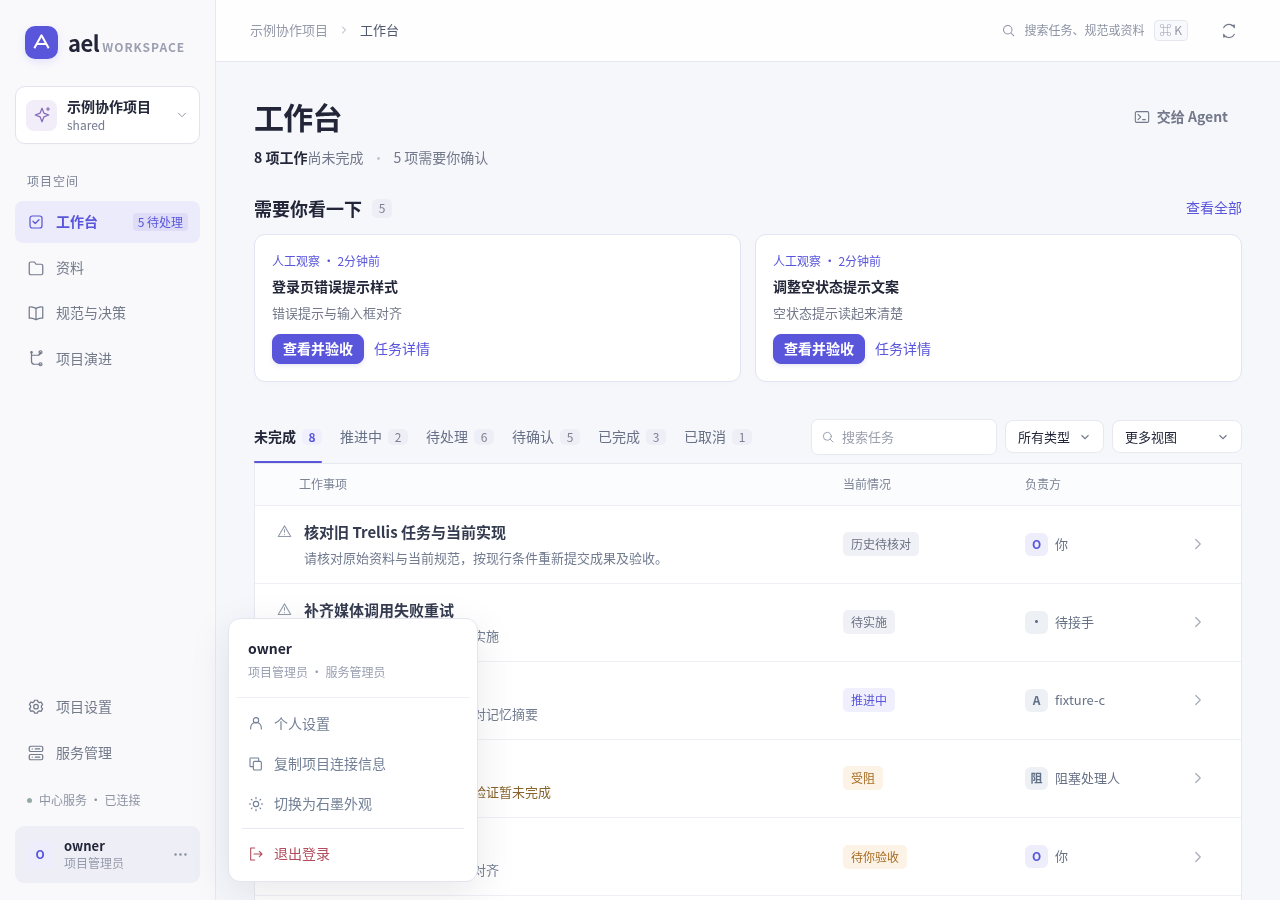 ael WORKSPACE
示例协作项目
shared
项目空间
工作台 5 待处理
资料
规范与决策
项目演进
项目设置
服务管理
中心服务 · 已连接
O owner
项目管理员
示例协作项目 > 工作台
搜索任务、规范或资料 ⌘ K
工作台
交给 Agent
8 项工作尚未完成 · 5 项需要你确认
需要你看一下 5
查看全部
人工观察 · 2分钟前
登录页错误提示样式
错误提示与输入框对齐
查看并验收 任务详情
人工观察 · 2分钟前
调整空状态提示文案
空状态提示读起来清楚
查看并验收 任务详情
未完成 8 推进中 2 待处理 6 待确认 5 已完成 3 已取消 1
搜索任务 所有类型 更多视图
工作事项 当前情况 负责方
核对旧 Trellis 任务与当前实现
请核对原始资料与当前规范，按现行条件重新提交成果及验收。
历史待核对 O 你
补齐媒体调用失败重试
实施
待实施 · 待接手
对记忆摘要
推进中 A fixture-c
验证暂未完成
受阻 阻 阻塞处理人
对齐
待你验收 O 你
owner
项目管理员 · 服务管理员
个人设置
复制项目连接信息
切换为石墨外观
退出登录